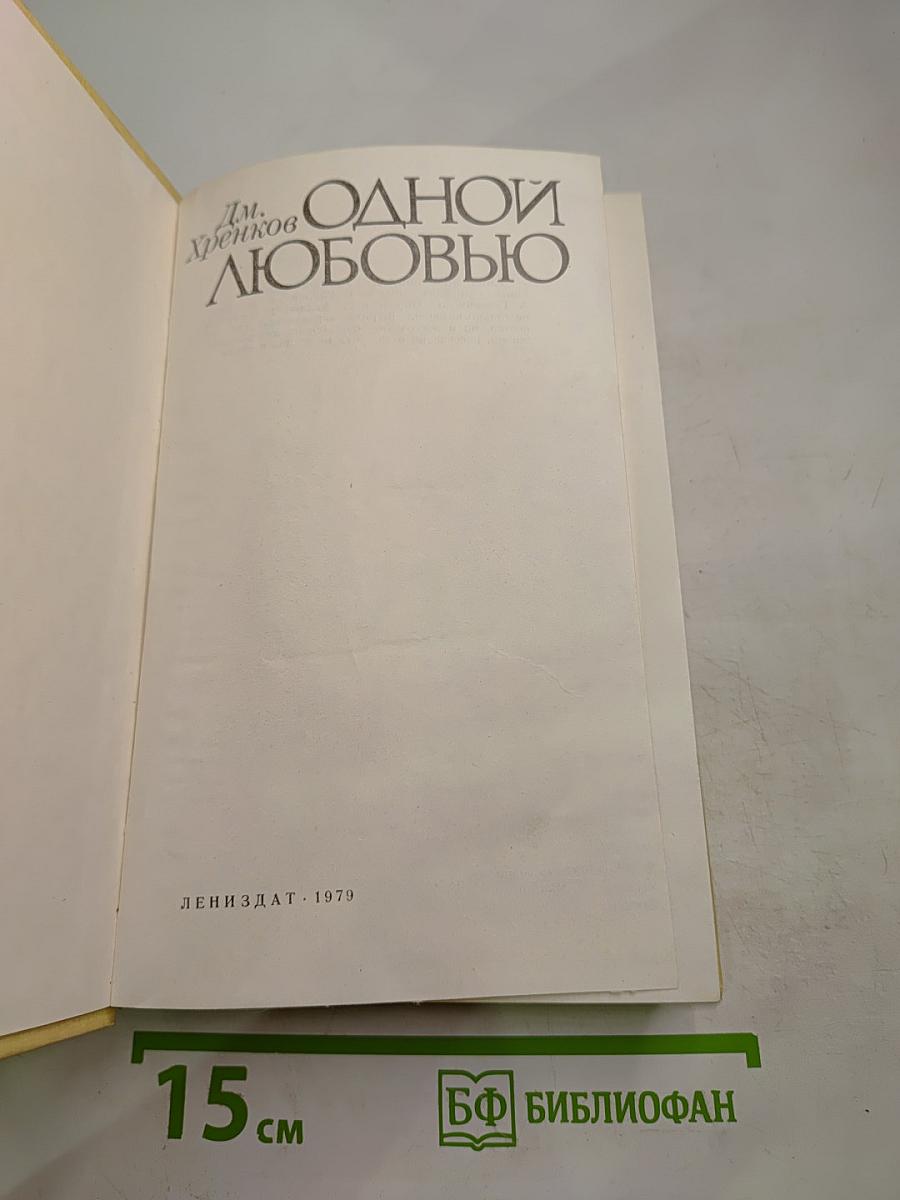 Дм.
Хренков
ОДНОЙ
ЛЮБОВЬЮ
ЛЕНИЗДАТ · 1979
15 см
БФ БИБЛИОФАН